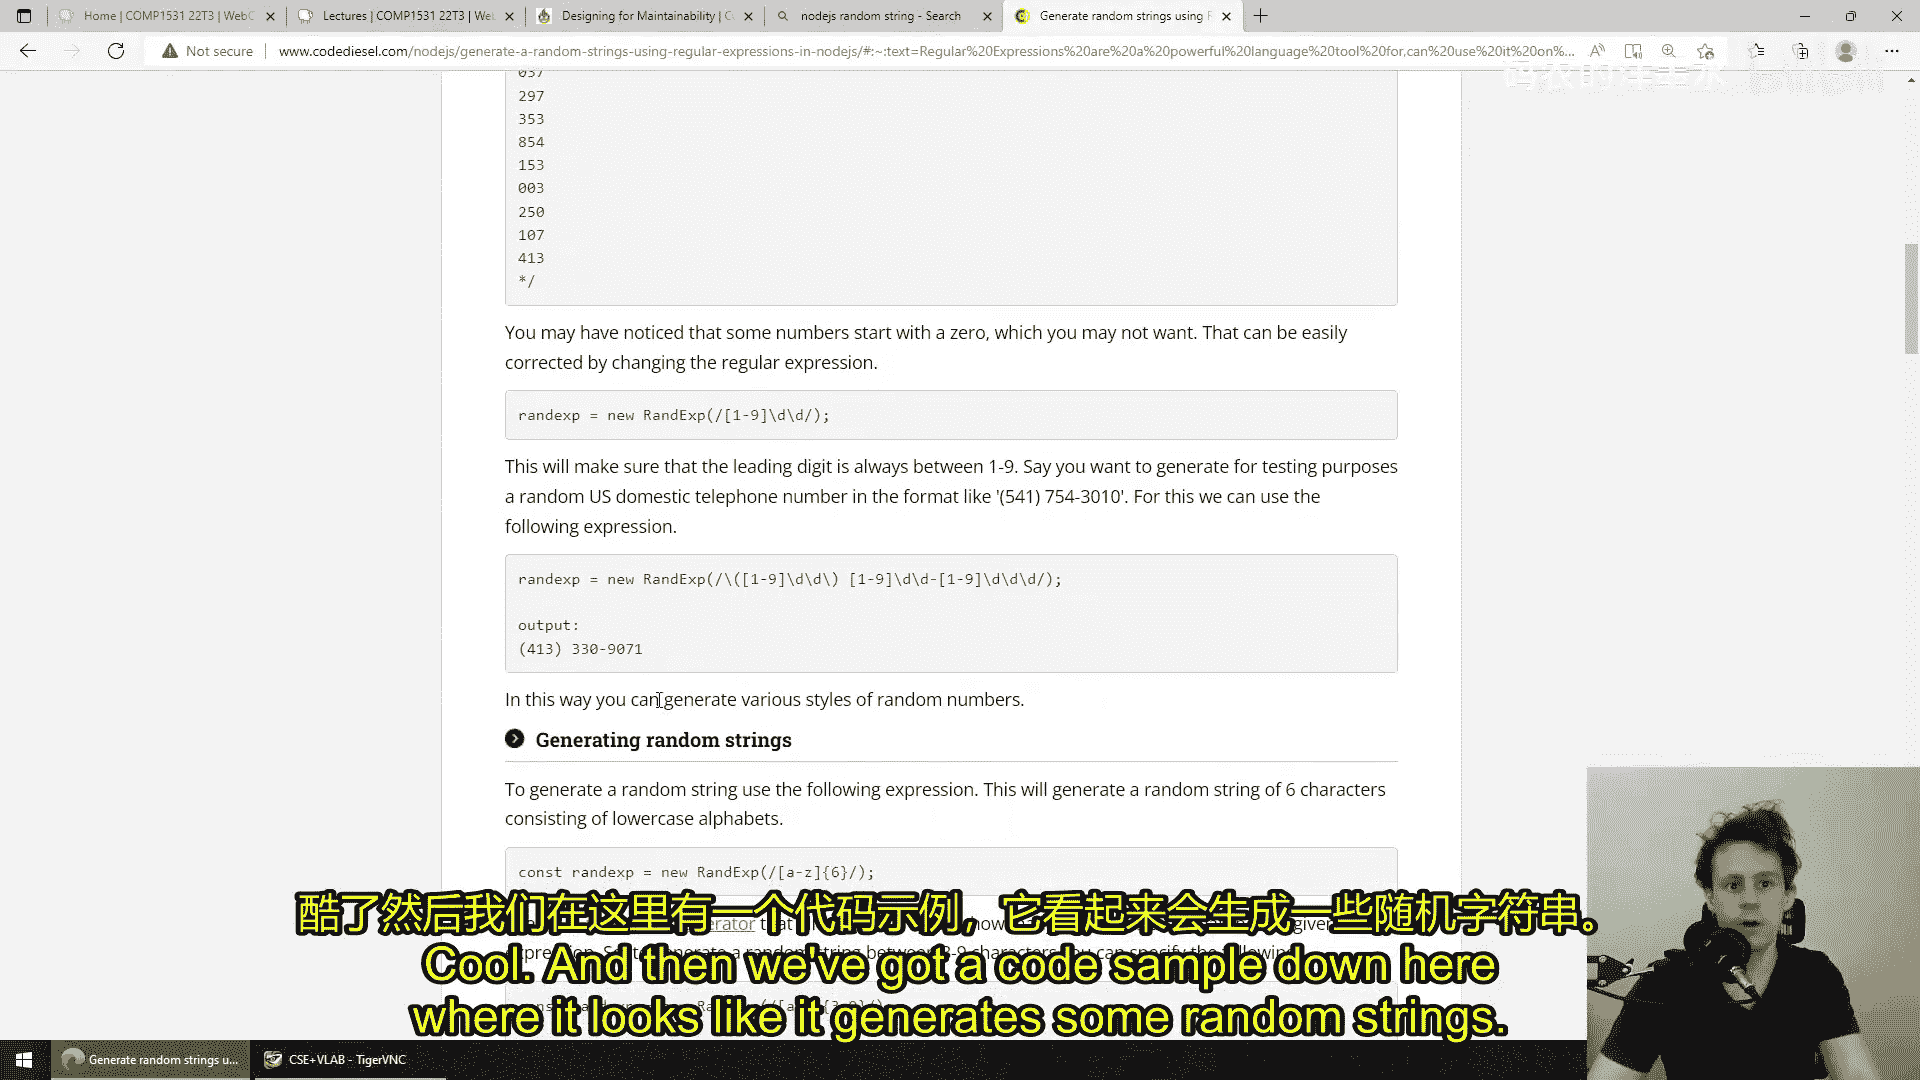 Home | COMP1531 22T3 | WebC
Lectures | COMP1531 22T3 | We
Designing for Maintainability | C
nodejs random string - Search
Generate random strings using
Not secure
www.codediesel.com/nodejs/generate-a-random-strings-using-regular-expressions-in-nodejs/#:~:text=Regular%20Expressions%20are%20a%20powerful%20language%20tool%20for,can%20use%20it%20on%...
037
297
353
854
153
003
250
107
413
*/
You may have noticed that some numbers start with a zero, which you may not want. That can be easily
corrected by changing the regular expression.
randexp = new RandExp(/[1-9]\d\d/);
This will make sure that the leading digit is always between 1-9. Say you want to generate for testing purposes
a random US domestic telephone number in the format like '(541) 754-3010'. For this we can use the
following expression.
randexp = new RandExp(/\([1-9]\d\d\) [1-9]\d\d-[1-9]\d\d\d/);
output:
(413) 330-9071
In this way you can generate various styles of random numbers.
Generating random strings
To generate a random string use the following expression. This will generate a random string of 6 characters
consisting of lowercase alphabets.
const randexp = new RandExp(/[a-z]{6}/);
酷了然后我们在这里有一个代码示例，它看起来会生成一些随机字符串。
Cool. And then we've got a code sample down here
where it looks like it generates some random strings.
Generate random strings u...
CSE+VLAB - TigerVNC